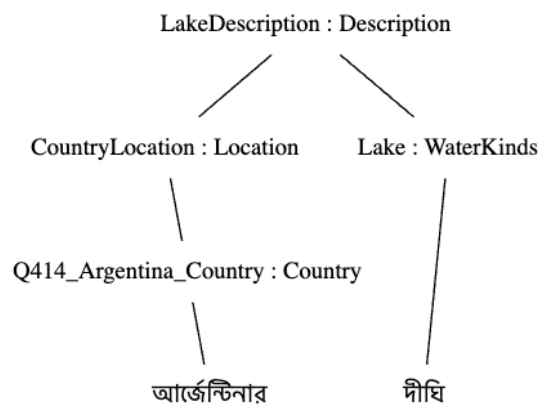 LakeDescription : Description
CountryLocation : Location Lake : WaterKinds
Q414_Argentina_Country : Country
আর্জেন্টিনার দীঘি